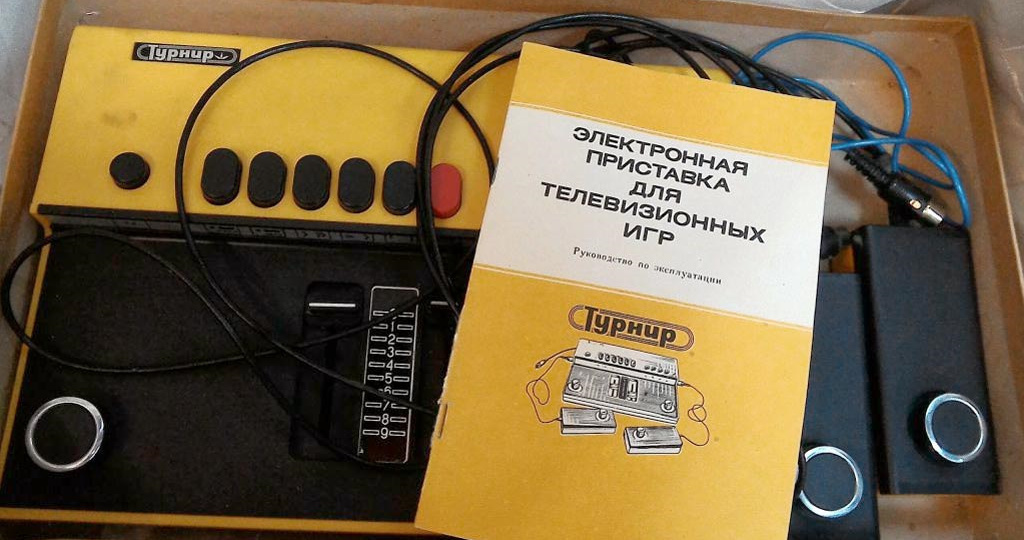 Турнир
ЭЛЕКТРОННАЯ
ПРИСТАВКА
ДЛЯ
ТЕЛЕВИЗИОННЫХ
ИГР
Руководство по эксплуатации
Турнир
1
2
3
4
5
6
7
8
9